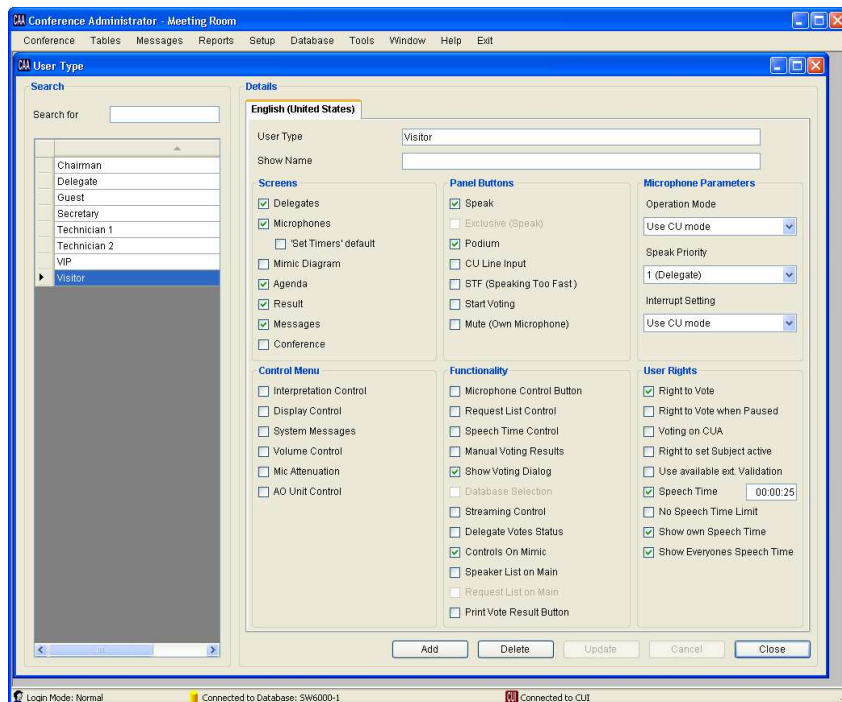 CAA Conference Administrator - Meeting Room
Conference Tables Messages Reports Setup Database Tools Window Help Exit
CAA User Type
Search
Search for
Chairman
Delegate
Guest
Secretary
Technician 1
Technician 2
VIP
Visitor
Details
English (United States)
User Type Visitor
Show Name
Screens
Delegates
Microphones
'Set Timers' default
Mimic Diagram
Agenda
Result
Messages
Conference
Panel Buttons
Speak
Exclusive (Speak)
Podium
CU Line Input
STF (Speaking Too Fast)
Start Voting
Mute (Own Microphone)
Microphone Parameters
Operation Mode
Use CU mode
Speak Priority
1 (Delegate)
Interrupt Setting
Use CU mode
Control Menu
Interpretation Control
Display Control
System Messages
Volume Control
Mic Attenuation
AO Unit Control
Functionality
Microphone Control Button
Request List Control
Speech Time Control
Manual Voting Results
Show Voting Dialog
Database Selection
Streaming Control
Delegate Votes Status
Controls On Mimic
Speaker List on Main
Request List on Main
Print Vote Result Button
User Rights
Right to Vote
Right to Vote when Paused
Voting on CUA
Right to set Subject active
Use available ext. Validation
Speech Time 00:00:25
No Speech Time Limit
Show own Speech Time
Show Everyones Speech Time
Add Delete Update Cancel Close
Login Mode: Normal Connected to Database: SW6000-1 CUI Connected to CUI